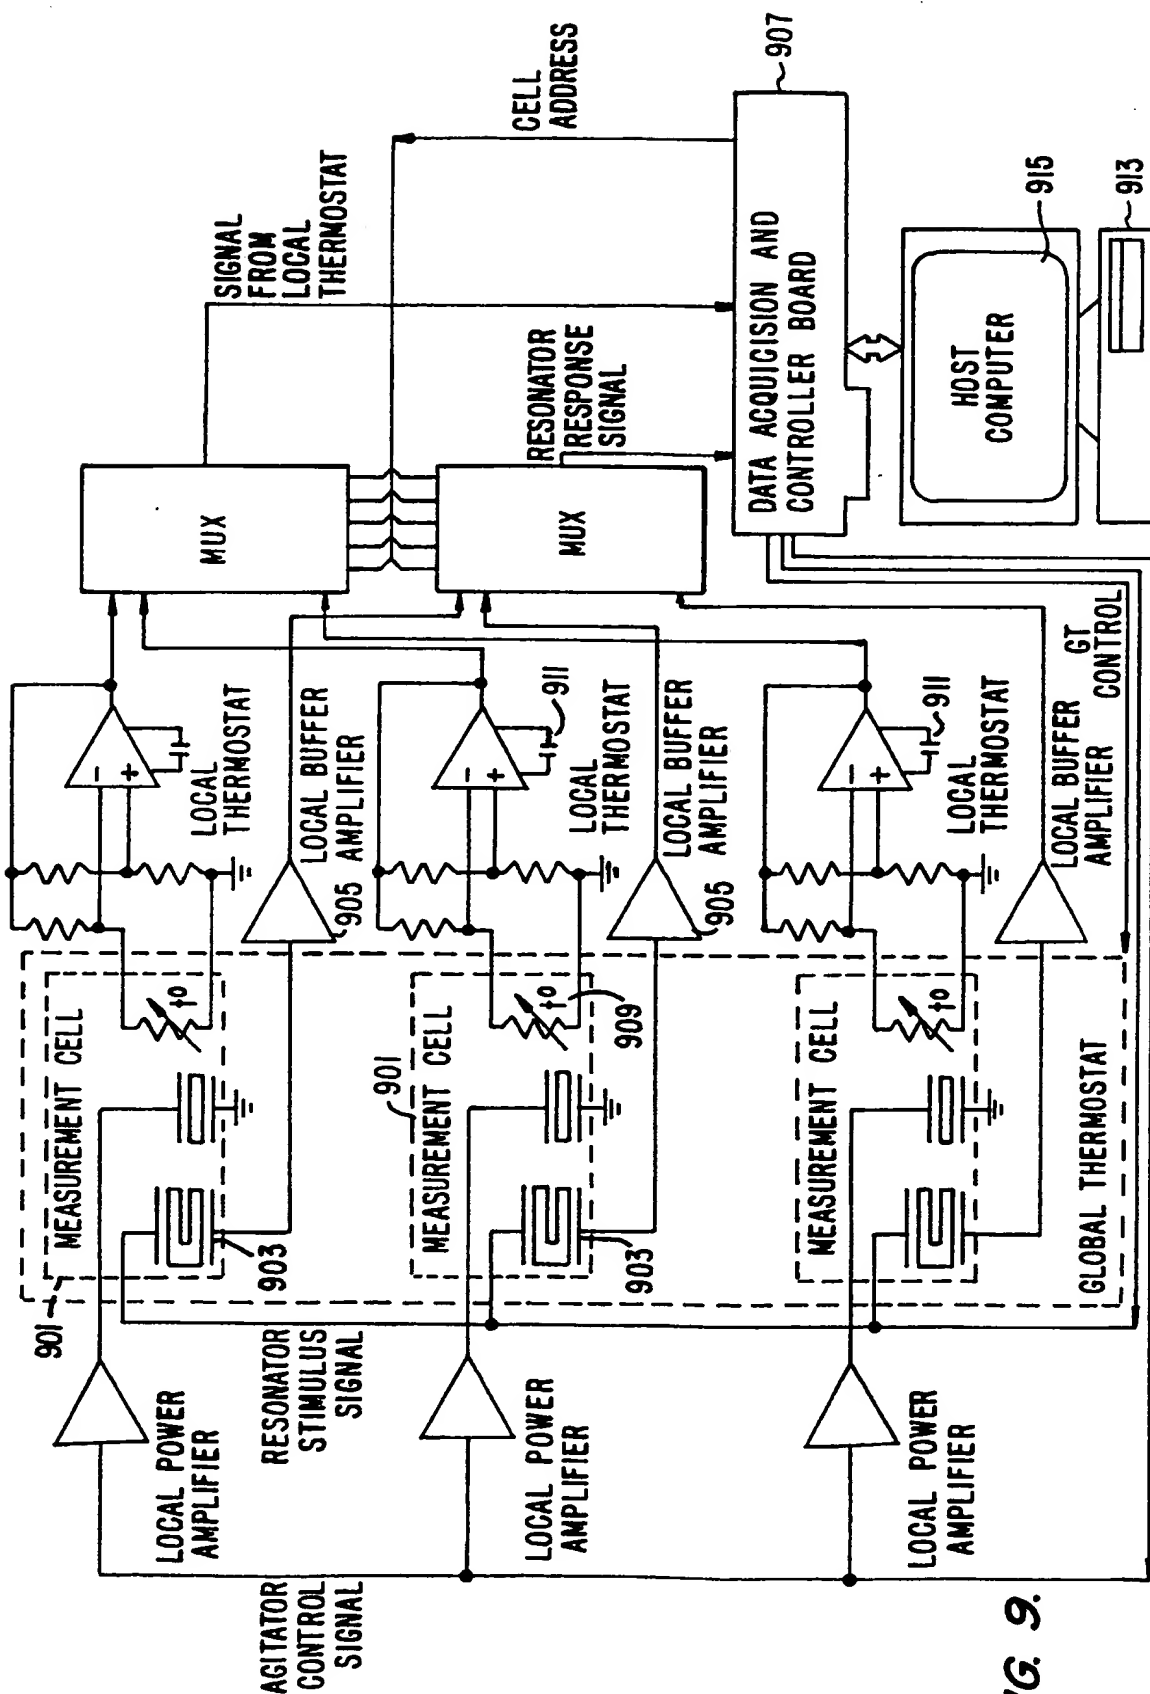 AGITATOR
CONTROL
SIGNAL
LOCAL POWER
AMPLIFIER
RESONATOR
STIMULUS
SIGNAL
LOCAL POWER
AMPLIFIER
LOCAL POWER
AMPLIFIER
901
MEASUREMENT CELL
903
t°
901
MEASUREMENT CELL
903
t°
909
MEASUREMENT CELL
t°
GLOBAL THERMOSTAT
905
LOCAL BUFFER
AMPLIFIER
LOCAL
THERMOSTAT
-
+
905
LOCAL BUFFER
AMPLIFIER
LOCAL
THERMOSTAT
-
+
911
LOCAL BUFFER
AMPLIFIER
LOCAL
THERMOSTAT
-
+
911
GT
CONTROL
MUX
MUX
SIGNAL
FROM
LOCAL
THERMOSTAT
RESONATOR
RESPONSE
SIGNAL
CELL
ADDRESS
DATA ACQUICISION AND
CONTROLLER BOARD
907
HOST
COMPUTER
915
913
IG. 9.